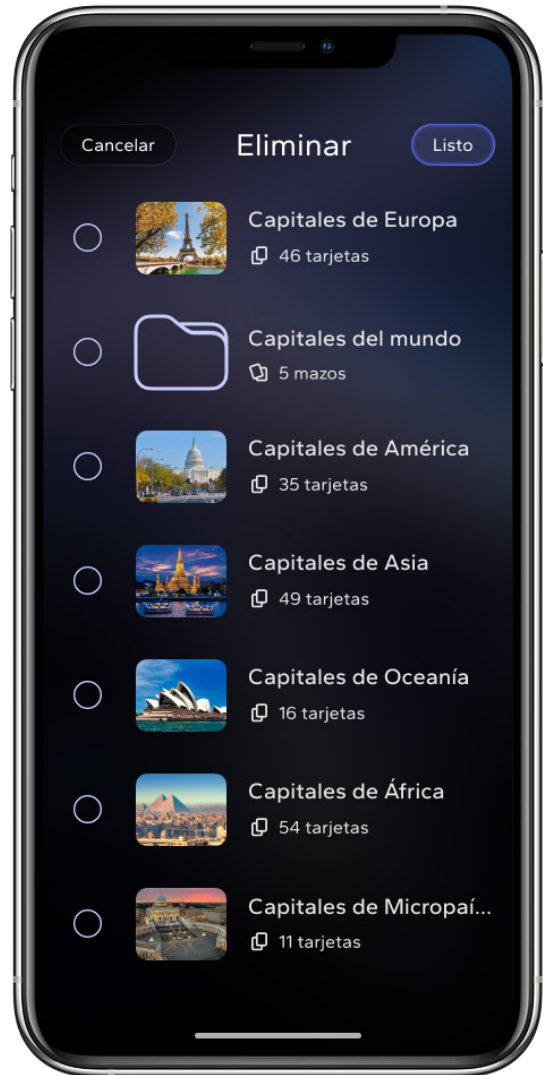 Cancelar
Eliminar
Listo
Capitales de Europa
46 tarjetas
Capitales del mundo
5 mazos
Capitales de América
35 tarjetas
Capitales de Asia
49 tarjetas
Capitales de Oceanía
16 tarjetas
Capitales de África
54 tarjetas
Capitales de Micropaí...
11 tarjetas